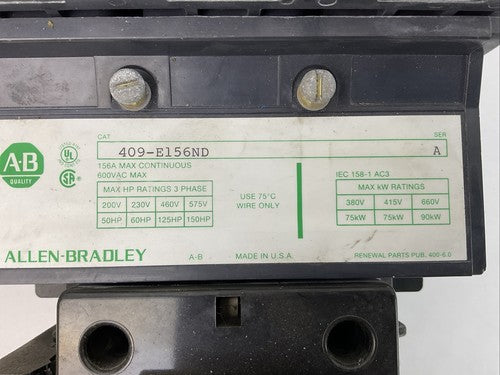 CAT SER
409-E156ND A
A-B
QUALITY
UL
SA
156A MAX CONTINUOUS
600VAC MAX
MAX HP RATINGS 3 PHASE
200V 230V 460V 575V
50HP 60HP 125HP 150HP
USE 75°C
WIRE ONLY
IEC 158-1 AC3
MAX kW RATINGS
380V 415V 660V
75kW 75kW 90kW
ALLEN-BRADLEY A-B MADE IN U.S.A. RENEWAL PARTS PUB. 400-6.0